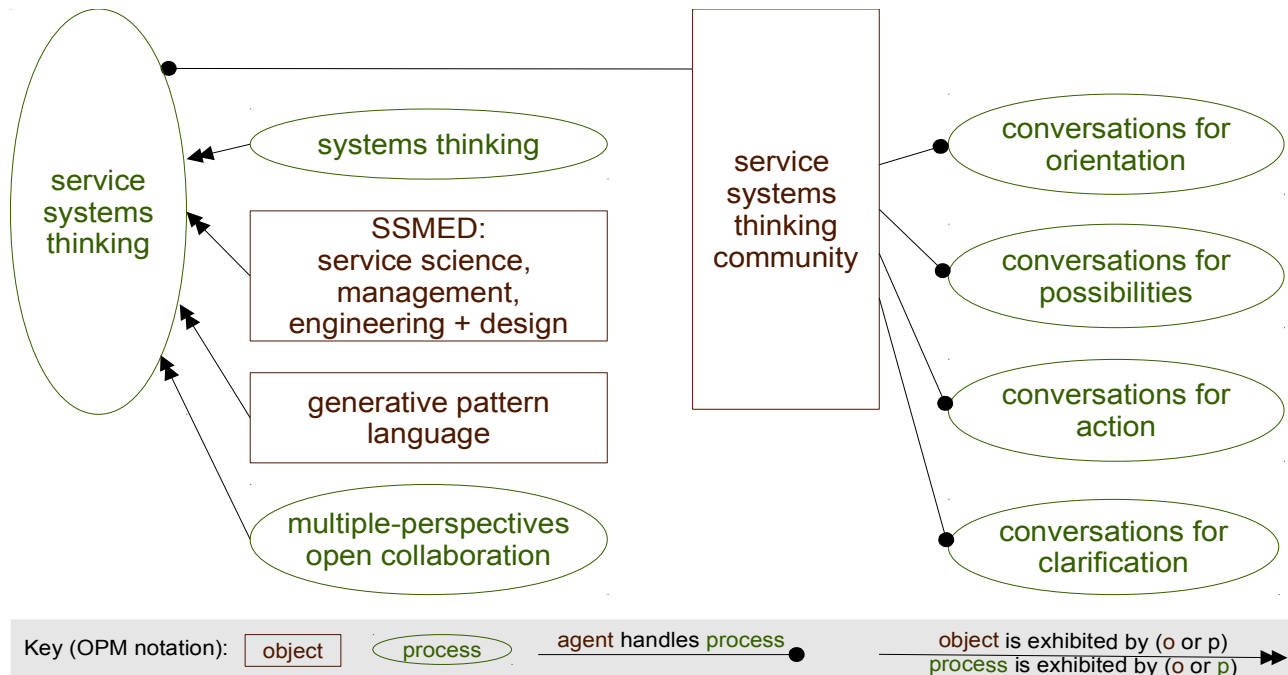 service
systems
thinking
systems thinking
SSMED:
service science,
management,
engineering + design
generative pattern
language
multiple-perspectives
open collaboration
service
systems
thinking
community
conversations for
orientation
conversations for
possibilities
conversations for
action
conversations for
clarification
Key (OPM notation):
object
process
agent handles process
object is exhibited by (o or p)
process is exhibited by (o or p)